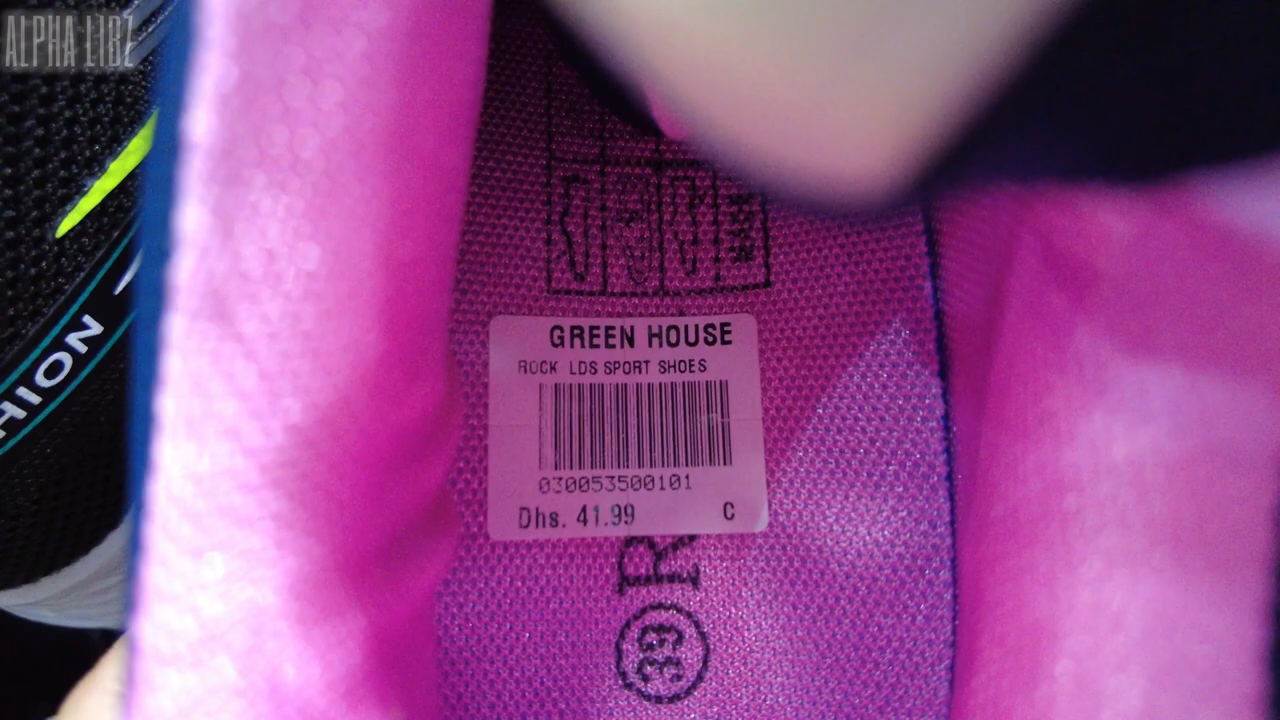 ALPHA LIBZ
HION
GREEN HOUSE
ROCK LDS SPORT SHOES
030053500101
Dhs. 41.99 C
R
39